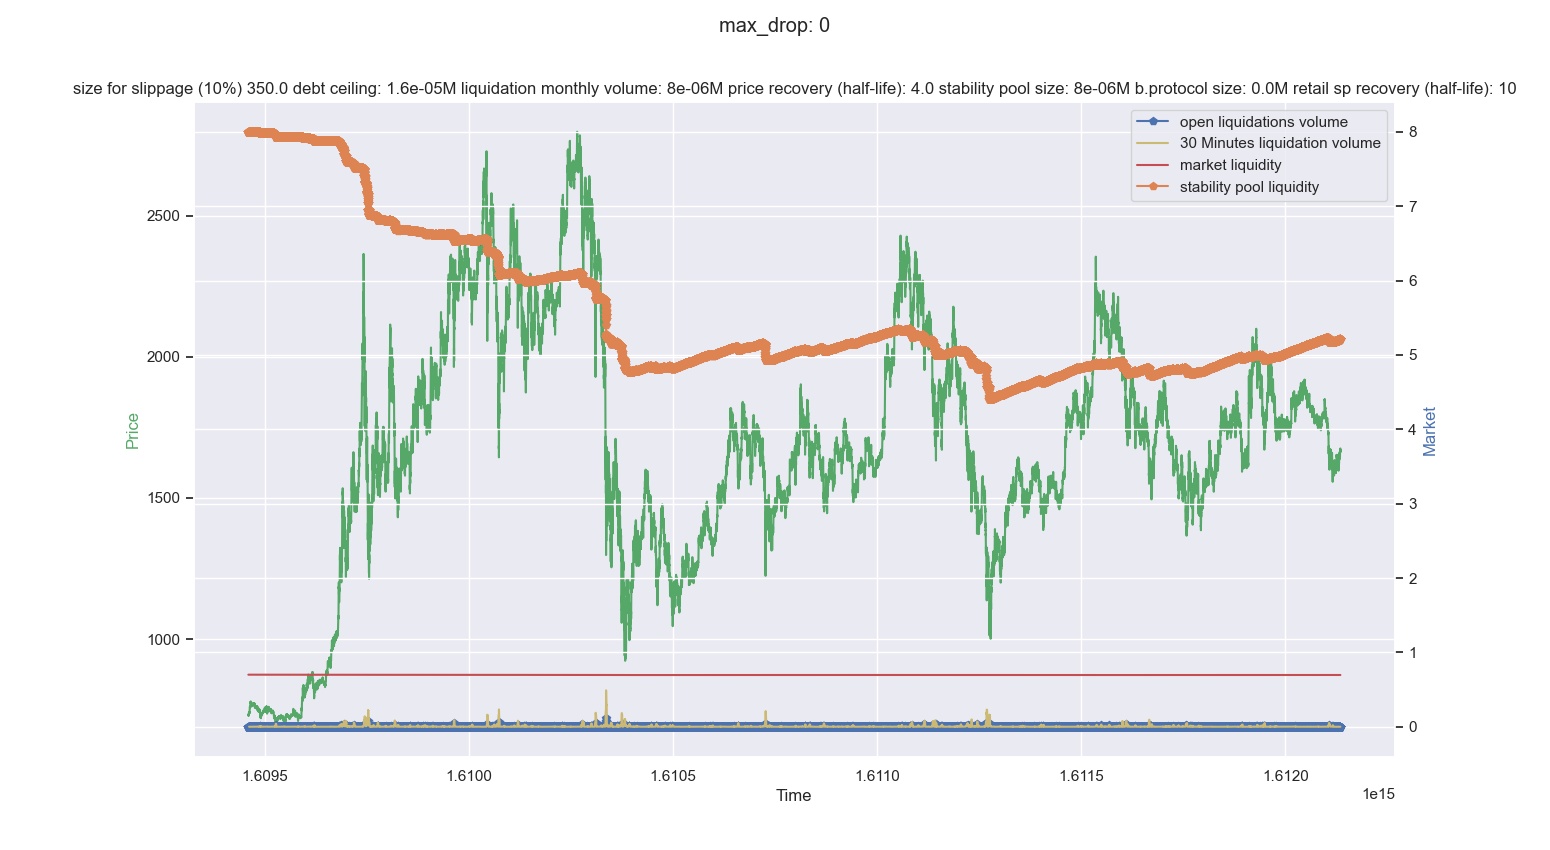 max_drop: 0
size for slippage (10%) 350.0 debt ceiling: 1.6e-05M liquidation monthly volume: 8e-06M price recovery (half-life): 4.0 stability pool size: 8e-06M b.protocol size: 0.0M retail sp recovery (half-life): 10
open liquidations volume
30 Minutes liquidation volume
market liquidity
stability pool liquidity
2500
2000
1500
1000
Price
8
7
6
5
4
3
2
1
0
Market
1.6095 1.6100 1.6105 1.6110 1.6115 1.6120
1e15
Time